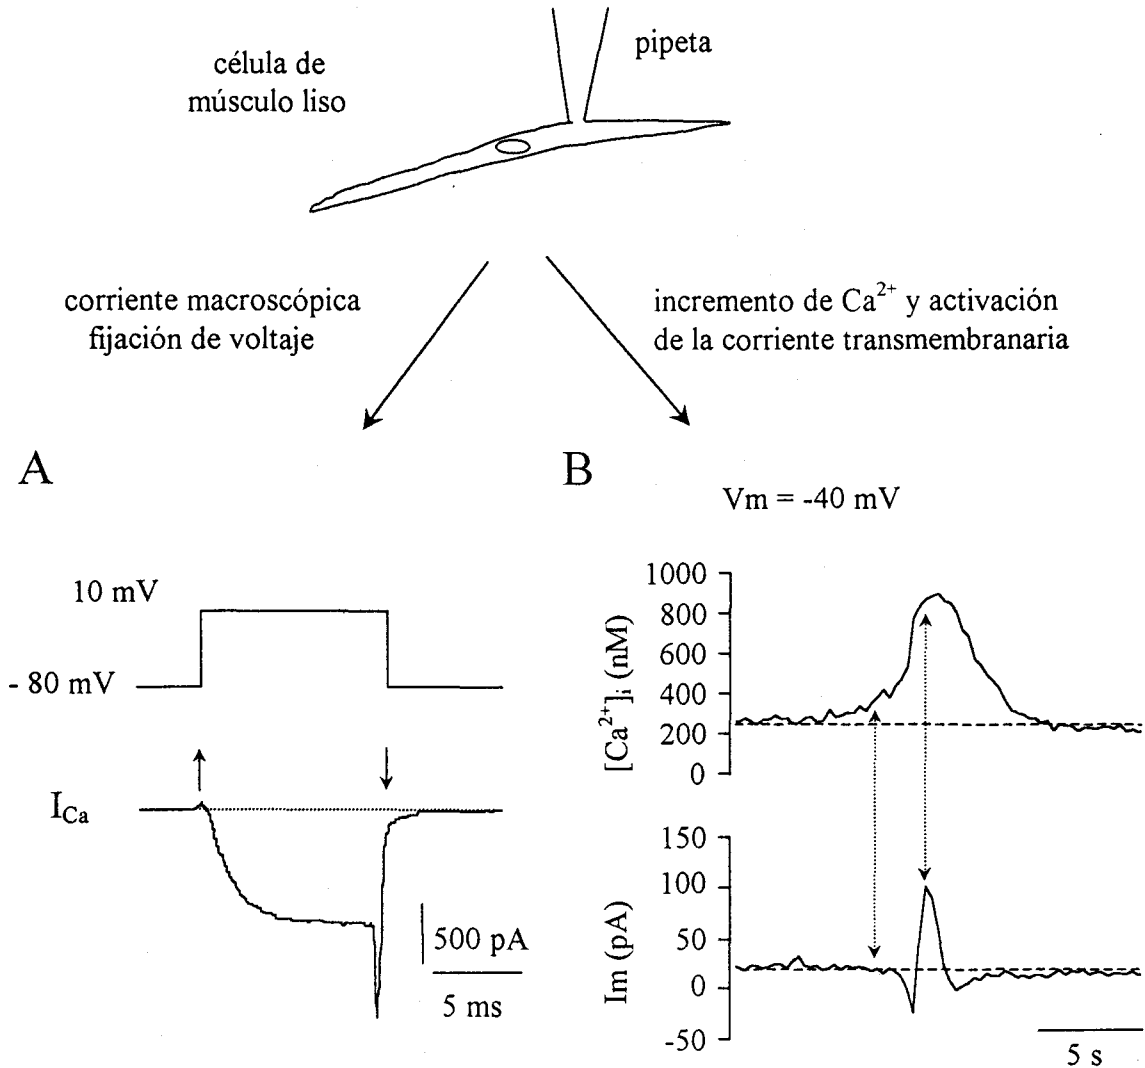 célula de
músculo liso
pipeta
corriente macroscópica
fijación de voltaje
incremento de Ca²⁺ y activación
de la corriente transmembranaria
A
10 mV
- 80 mV
I_Ca
500 pA
5 ms
B
Vm = -40 mV
[Ca²⁺]i (nM)
1000
800
600
400
200
0
Im (pA)
150
100
50
0
-50
5 s